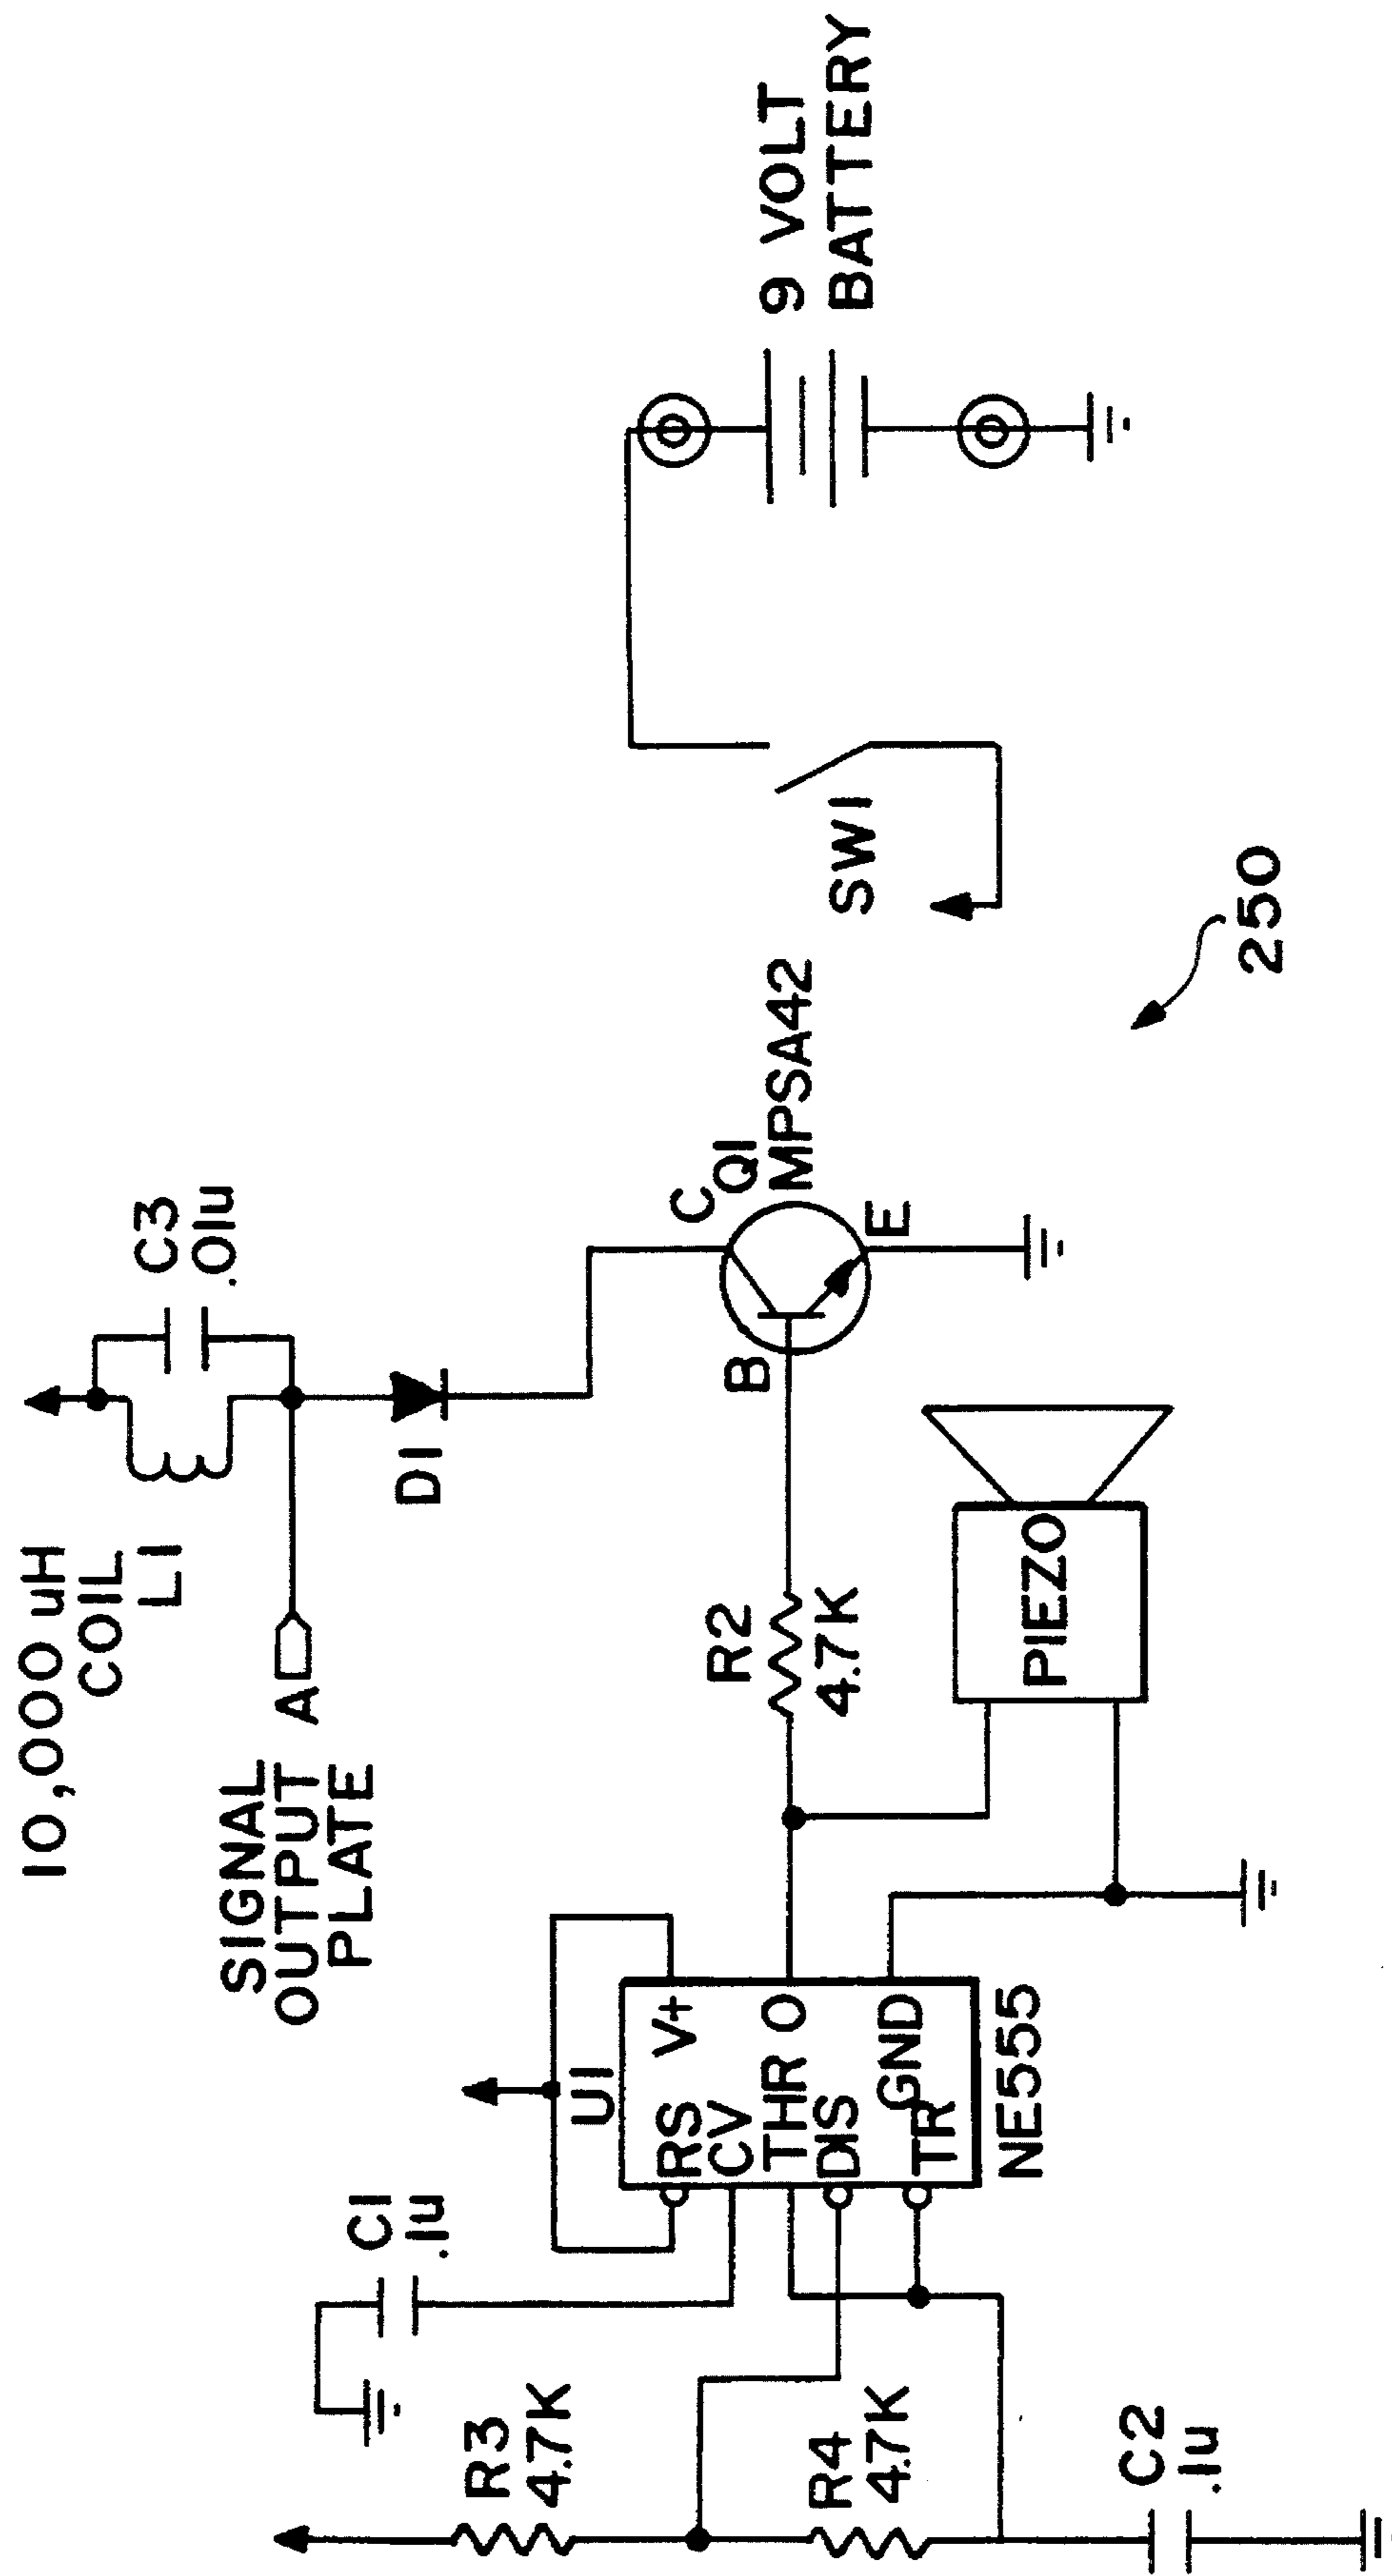 10,000 uH
COIL
L1
C3
.01u
SIGNAL
OUTPUT A
PLATE
D1
C1
.1u
R3
4.7K
R4
4.7K
C2
.1u
U1
RS
CV
THR
DIS
TR
V+
O
GND
NE555
R2
4.7K
PIEZO
B
C
E
Q1
MPSA42
SW1
9 VOLT
BATTERY
250